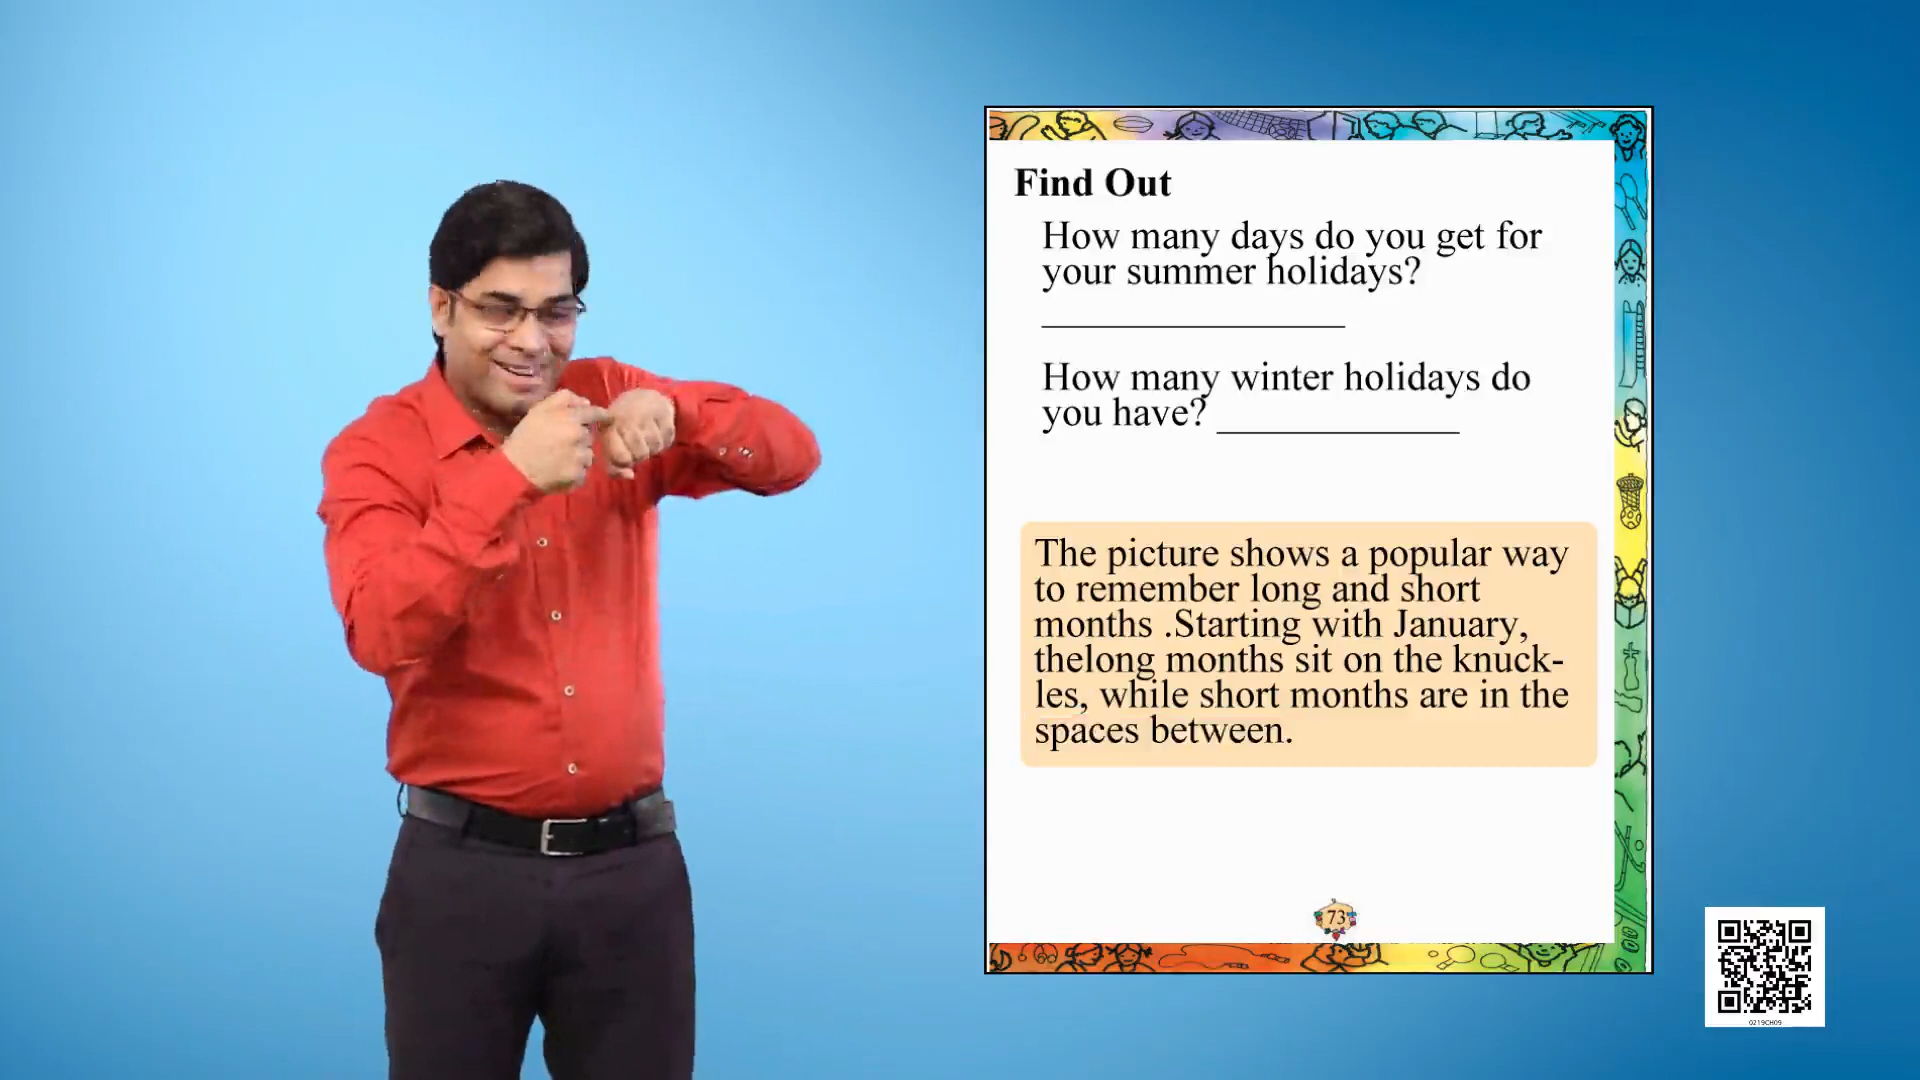 Find Out
How many days do you get for
your summer holidays?
How many winter holidays do
you have?
The picture shows a popular way
to remember long and short
months .Starting with January,
thelong months sit on the knuck-
les, while short months are in the
spaces between.
73
0219CH09